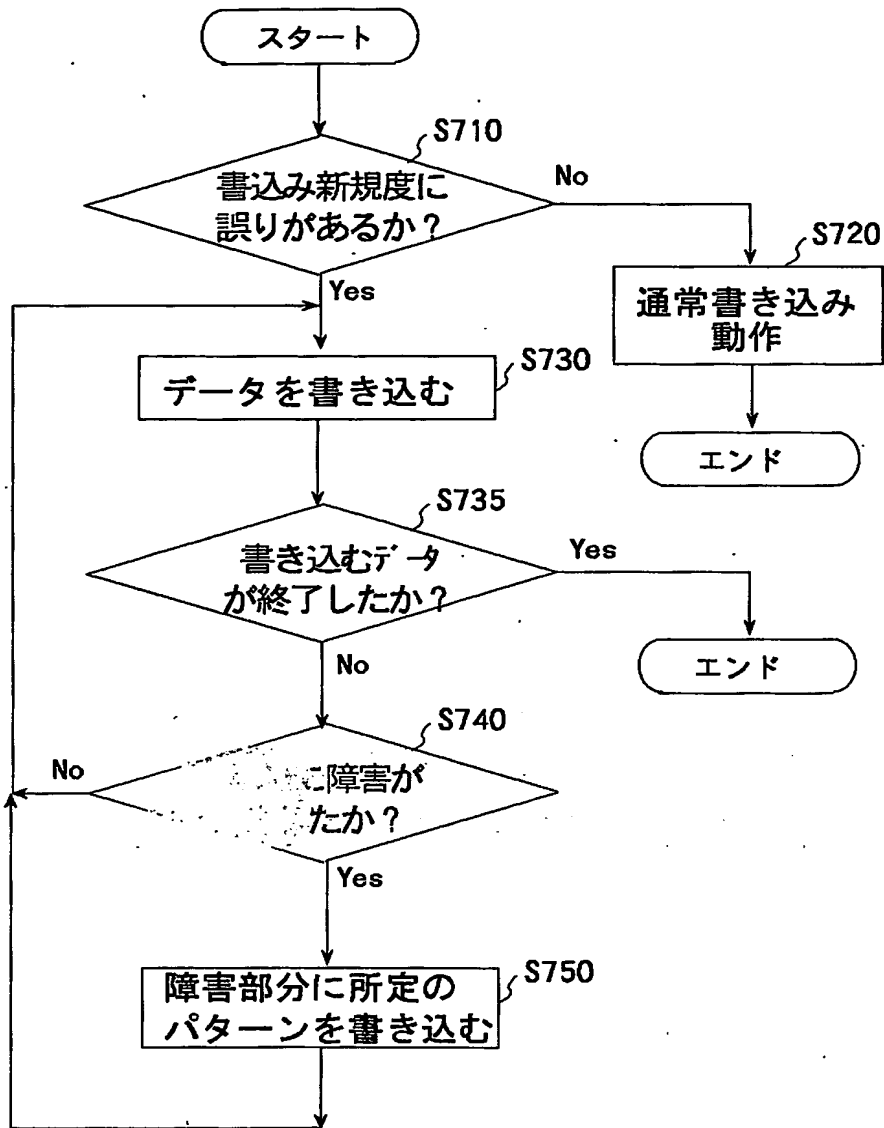 スタート
S710
書込み新規度に
誤りがあるか？
No
Yes
S720
通常書き込み
動作
エンド
S730
データを書き込む
S735
書き込むデータ
が終了したか？
Yes
No
エンド
S740
障害が
たか？
No
Yes
S750
障害部分に所定の
パターンを書き込む